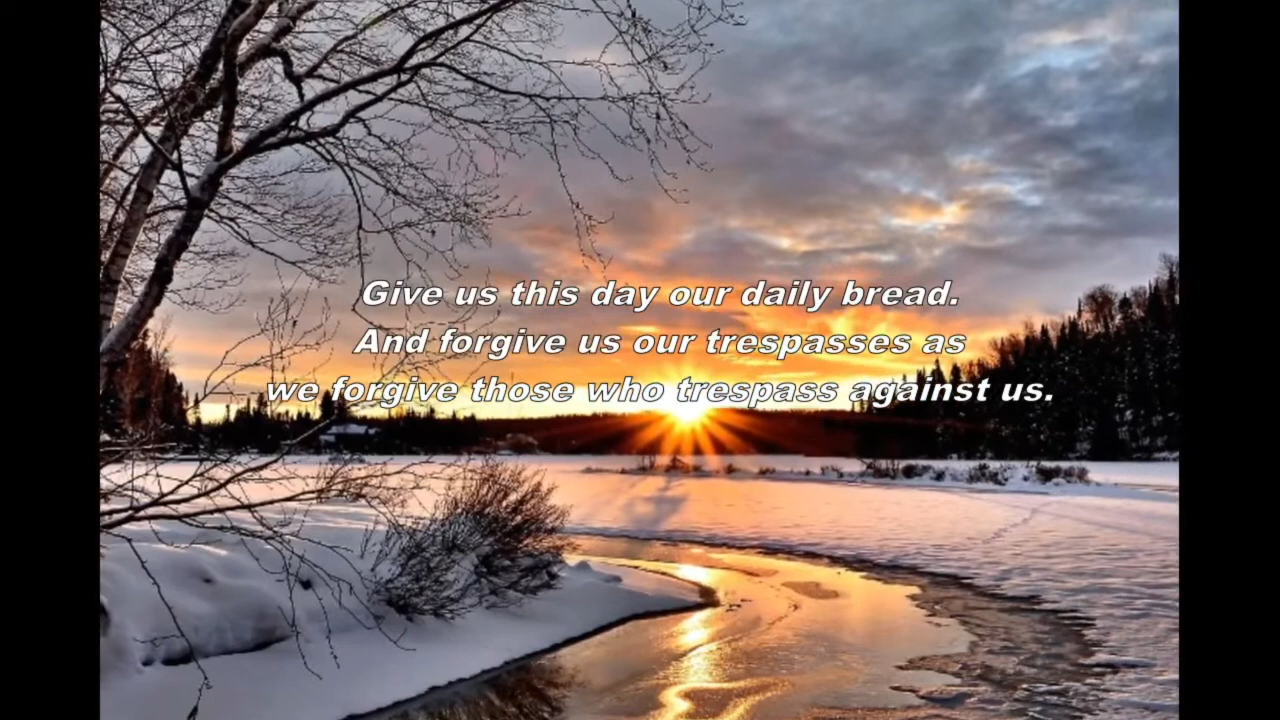 Give us this day our daily bread.
And forgive us our trespasses as
we forgive those who trespass against us.